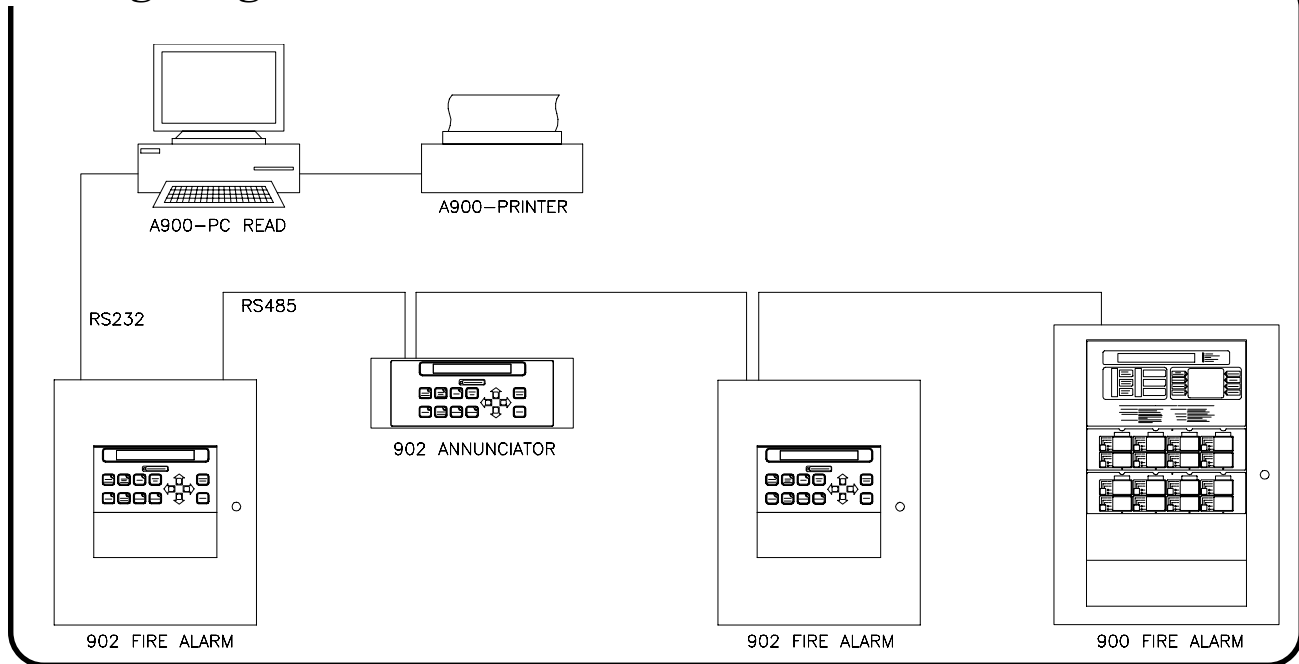 A900-PC READ
A900-PRINTER
RS232
RS485
902 ANNUNCIATOR
902 FIRE ALARM
902 FIRE ALARM
900 FIRE ALARM